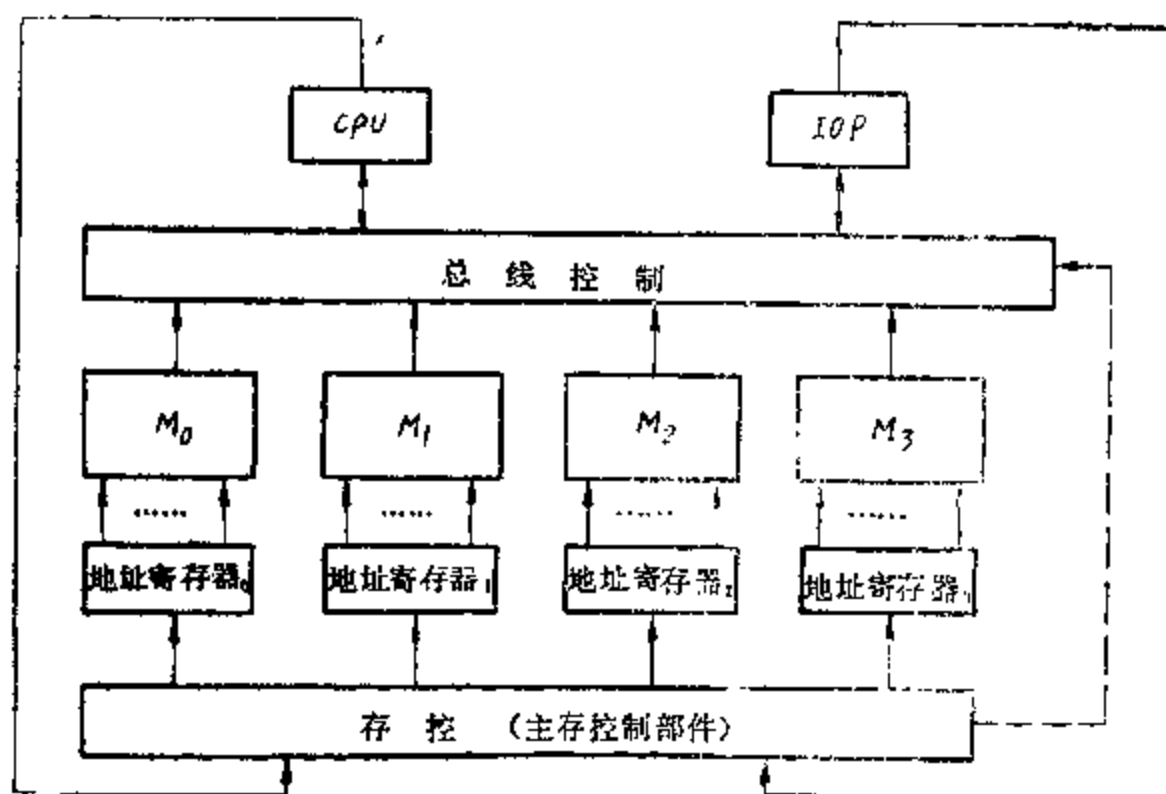 CPU
IOP
总线控制
M0
M1
M2
M3
......
......
......
......
地址寄存器0
地址寄存器1
地址寄存器2
地址寄存器
存控(主存控制部件)